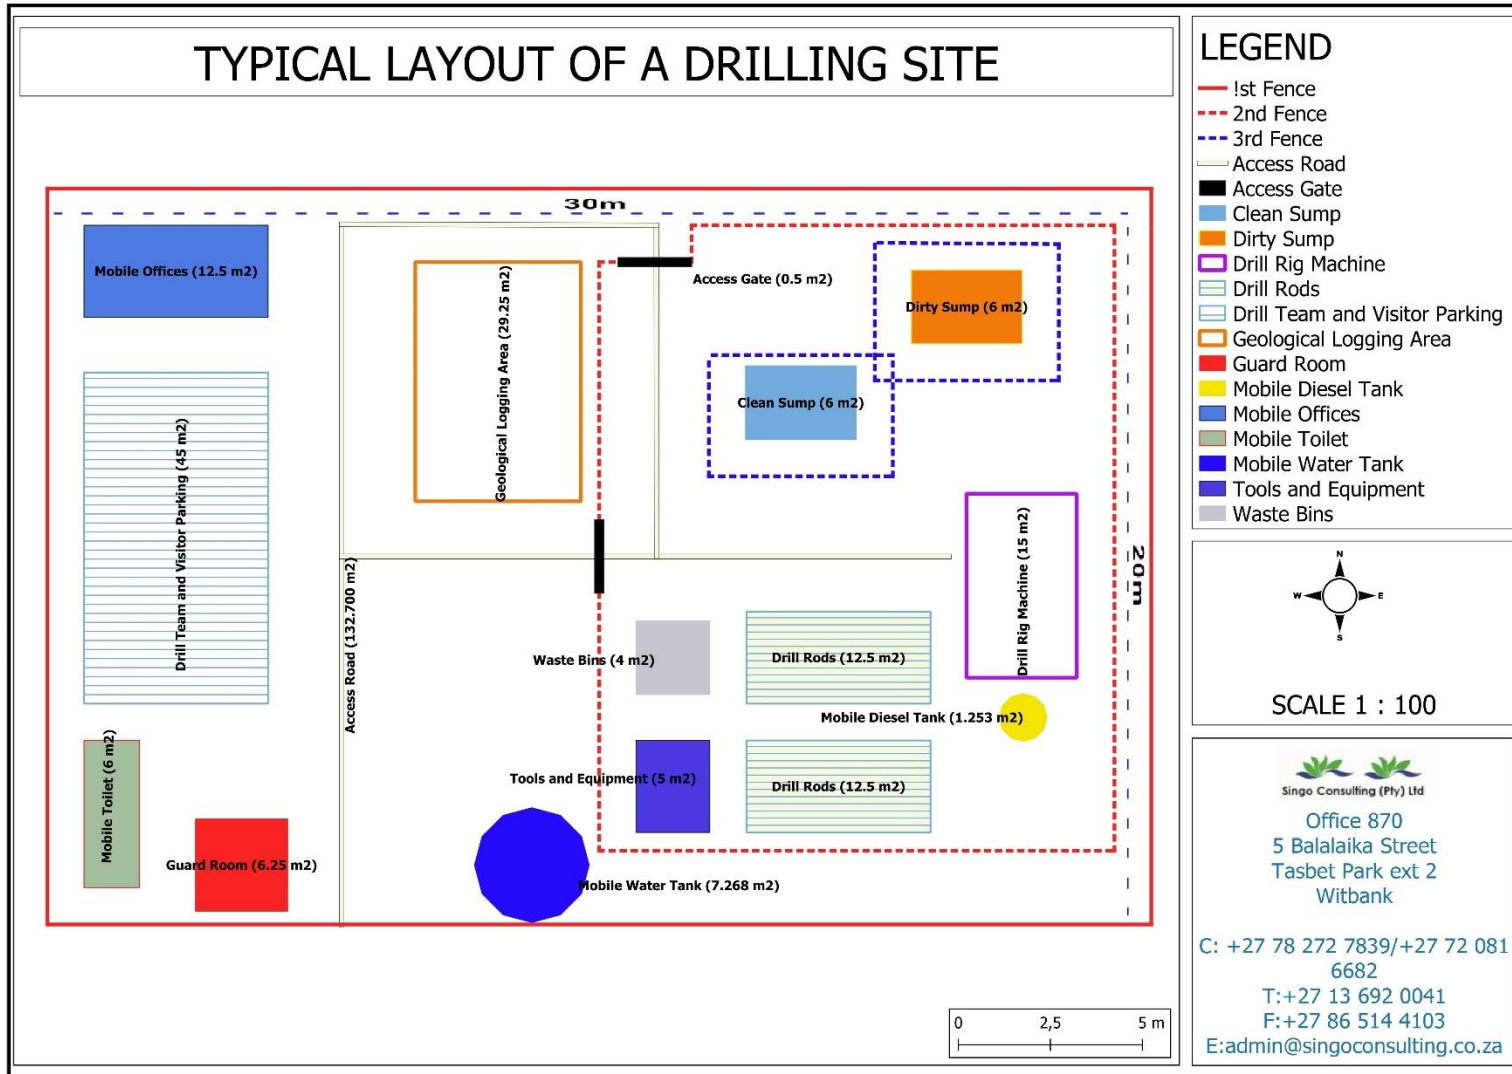 TYPICAL LAYOUT OF A DRILLING SITE
30m
20m
Mobile Offices (12.5 m2)
Geological Logging Area (29.25 m2)
Access Gate (0.5 m2)
Dirty Sump (6 m2)
Clean Sump (6 m2)
Drill Team and Visitor Parking (45 m2)
Access Road (132.700 m2)
Drill Rig Machine (15 m2)
Waste Bins (4 m2)
Drill Rods (12.5 m2)
Mobile Diesel Tank (1.253 m2)
Tools and Equipment (5 m2)
Drill Rods (12.5 m2)
Mobile Toilet (6 m2)
Guard Room (6.25 m2)
Mobile Water Tank (7.268 m2)
0 2,5 5 m
LEGEND
!st Fence
2nd Fence
3rd Fence
Access Road
Access Gate
Clean Sump
Dirty Sump
Drill Rig Machine
Drill Rods
Drill Team and Visitor Parking
Geological Logging Area
Guard Room
Mobile Diesel Tank
Mobile Offices
Mobile Toilet
Mobile Water Tank
Tools and Equipment
Waste Bins
N
W E
S
SCALE 1 : 100
Singo Consulting (Pty) Ltd
Office 870
5 Balalaika Street
Tasbet Park ext 2
Witbank
C: +27 78 272 7839/+27 72 081
6682
T:+27 13 692 0041
F:+27 86 514 4103
E:admin@singoconsulting.co.za